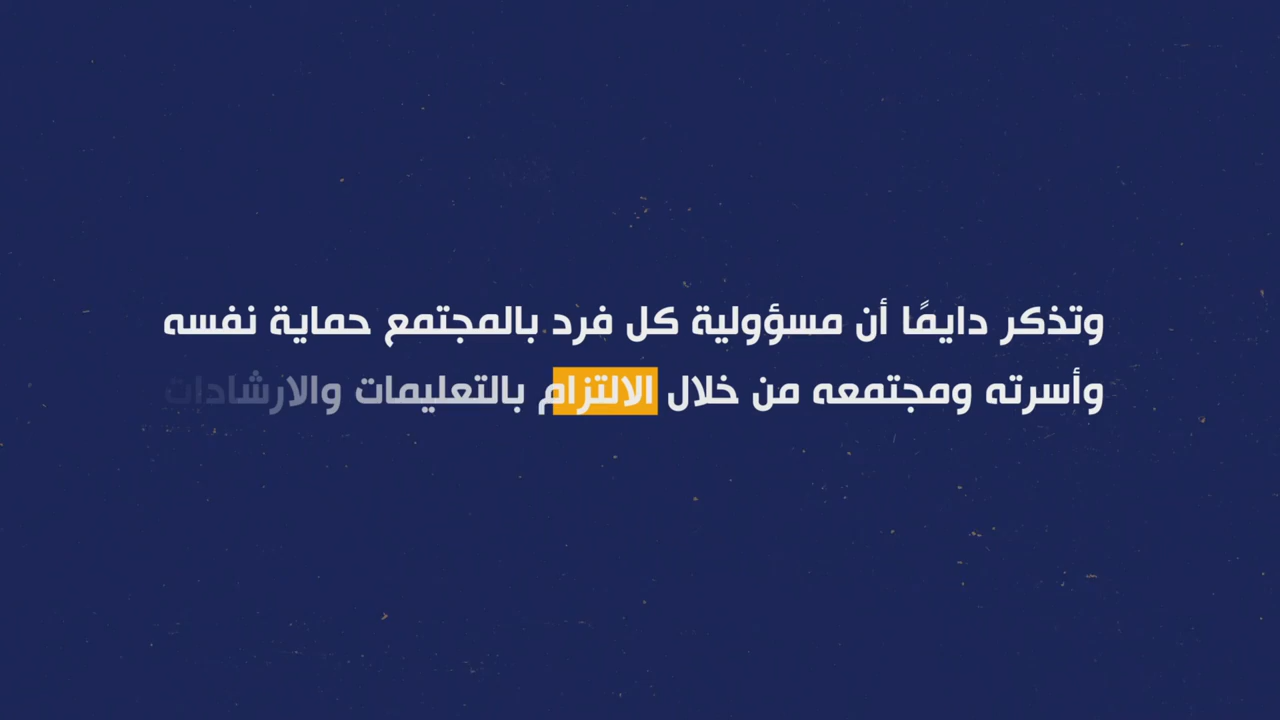 وتذكر دايمًا أن مسؤولية كل فرد بالمجتمع حماية نفسه
وأسرته ومجتمعه من خلال الالتزام بالتعليمات والارشادات